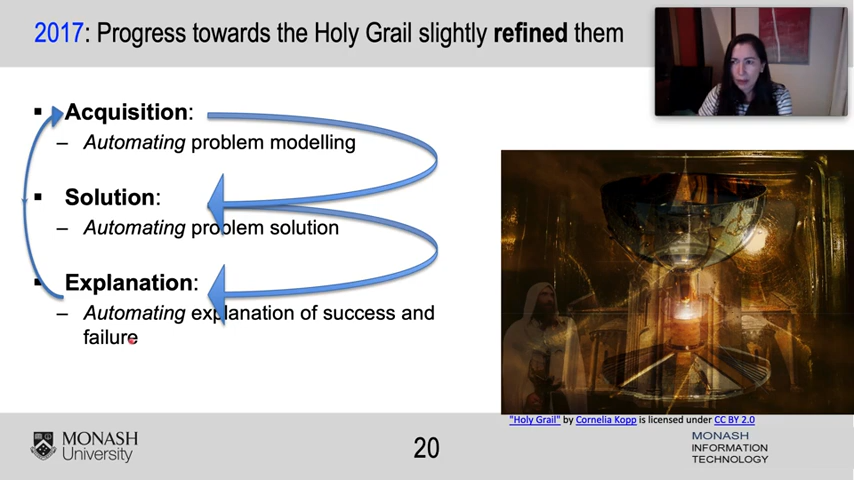 2017: Progress towards the Holy Grail slightly refined them
Acquisition:
– Automating problem modelling
Solution:
– Automating problem solution
Explanation:
– Automating explanation of success and
failure
"Holy Grail" by Cornelia Kopp is licensed under CC BY 2.0
MONASH
University
20
MONASH
INFORMATION
TECHNOLOGY